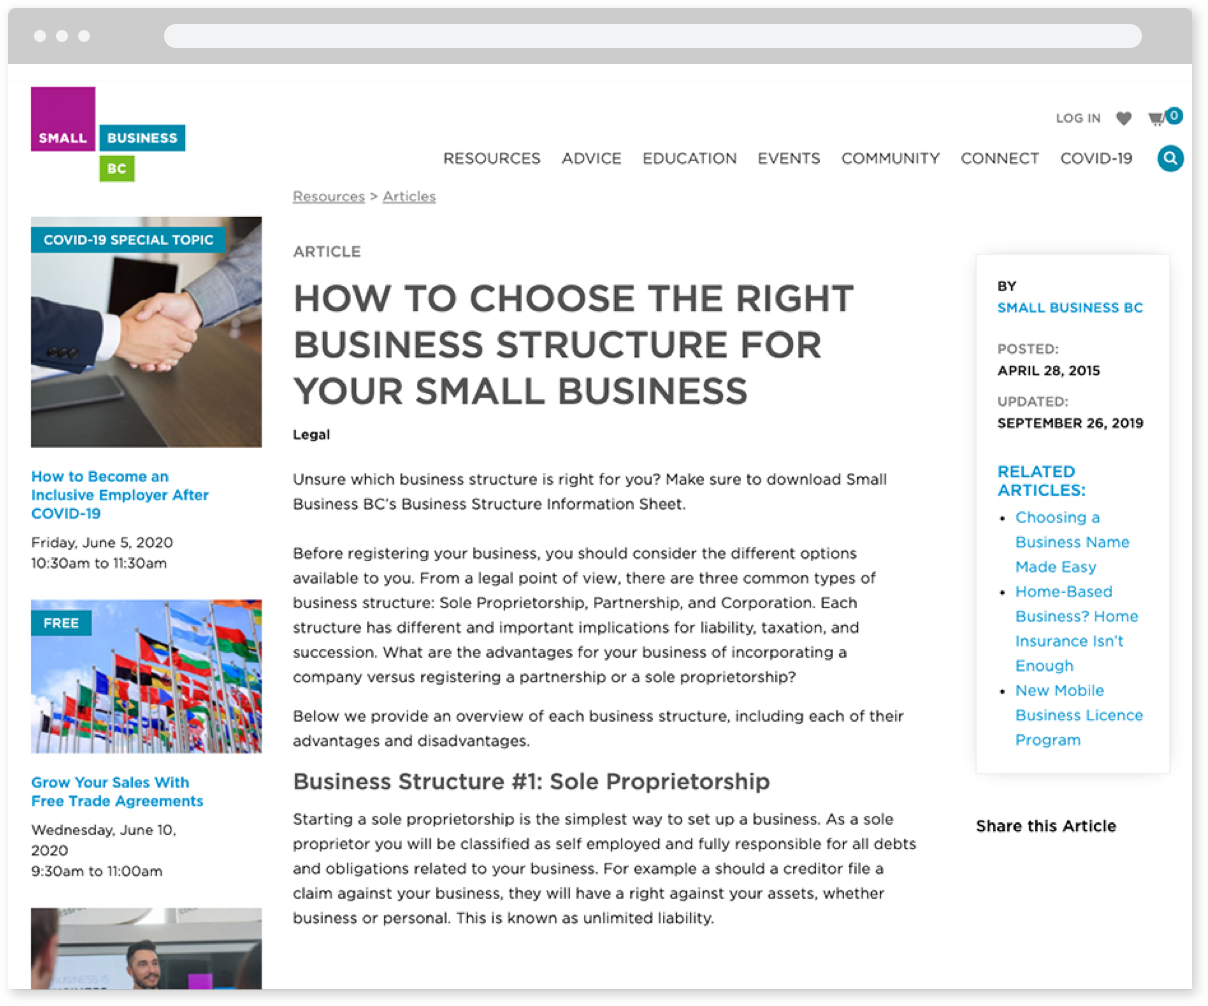 SMALL
BUSINESS
BC
LOG IN
0
RESOURCES ADVICE EDUCATION EVENTS COMMUNITY CONNECT COVID-19
Resources > Articles
COVID-19 SPECIAL TOPIC
How to Become an
Inclusive Employer After
COVID-19
Friday, June 5, 2020
10:30am to 11:30am
FREE
Grow Your Sales With
Free Trade Agreements
Wednesday, June 10,
2020
9:30am to 11:00am
ARTICLE
HOW TO CHOOSE THE RIGHT
BUSINESS STRUCTURE FOR
YOUR SMALL BUSINESS
Legal
Unsure which business structure is right for you? Make sure to download Small
Business BC’s Business Structure Information Sheet.
Before registering your business, you should consider the different options
available to you. From a legal point of view, there are three common types of
business structure: Sole Proprietorship, Partnership, and Corporation. Each
structure has different and important implications for liability, taxation, and
succession. What are the advantages for your business of incorporating a
company versus registering a partnership or a sole proprietorship?
Below we provide an overview of each business structure, including each of their
advantages and disadvantages.
Business Structure #1: Sole Proprietorship
Starting a sole proprietorship is the simplest way to set up a business. As a sole
proprietor you will be classified as self employed and fully responsible for all debts
and obligations related to your business. For example a should a creditor file a
claim against your business, they will have a right against your assets, whether
business or personal. This is known as unlimited liability.
BY
SMALL BUSINESS BC
POSTED:
APRIL 28, 2015
UPDATED:
SEPTEMBER 26, 2019
RELATED
ARTICLES:
• Choosing a
Business Name
Made Easy
• Home-Based
Business? Home
Insurance Isn’t
Enough
• New Mobile
Business Licence
Program
Share this Article